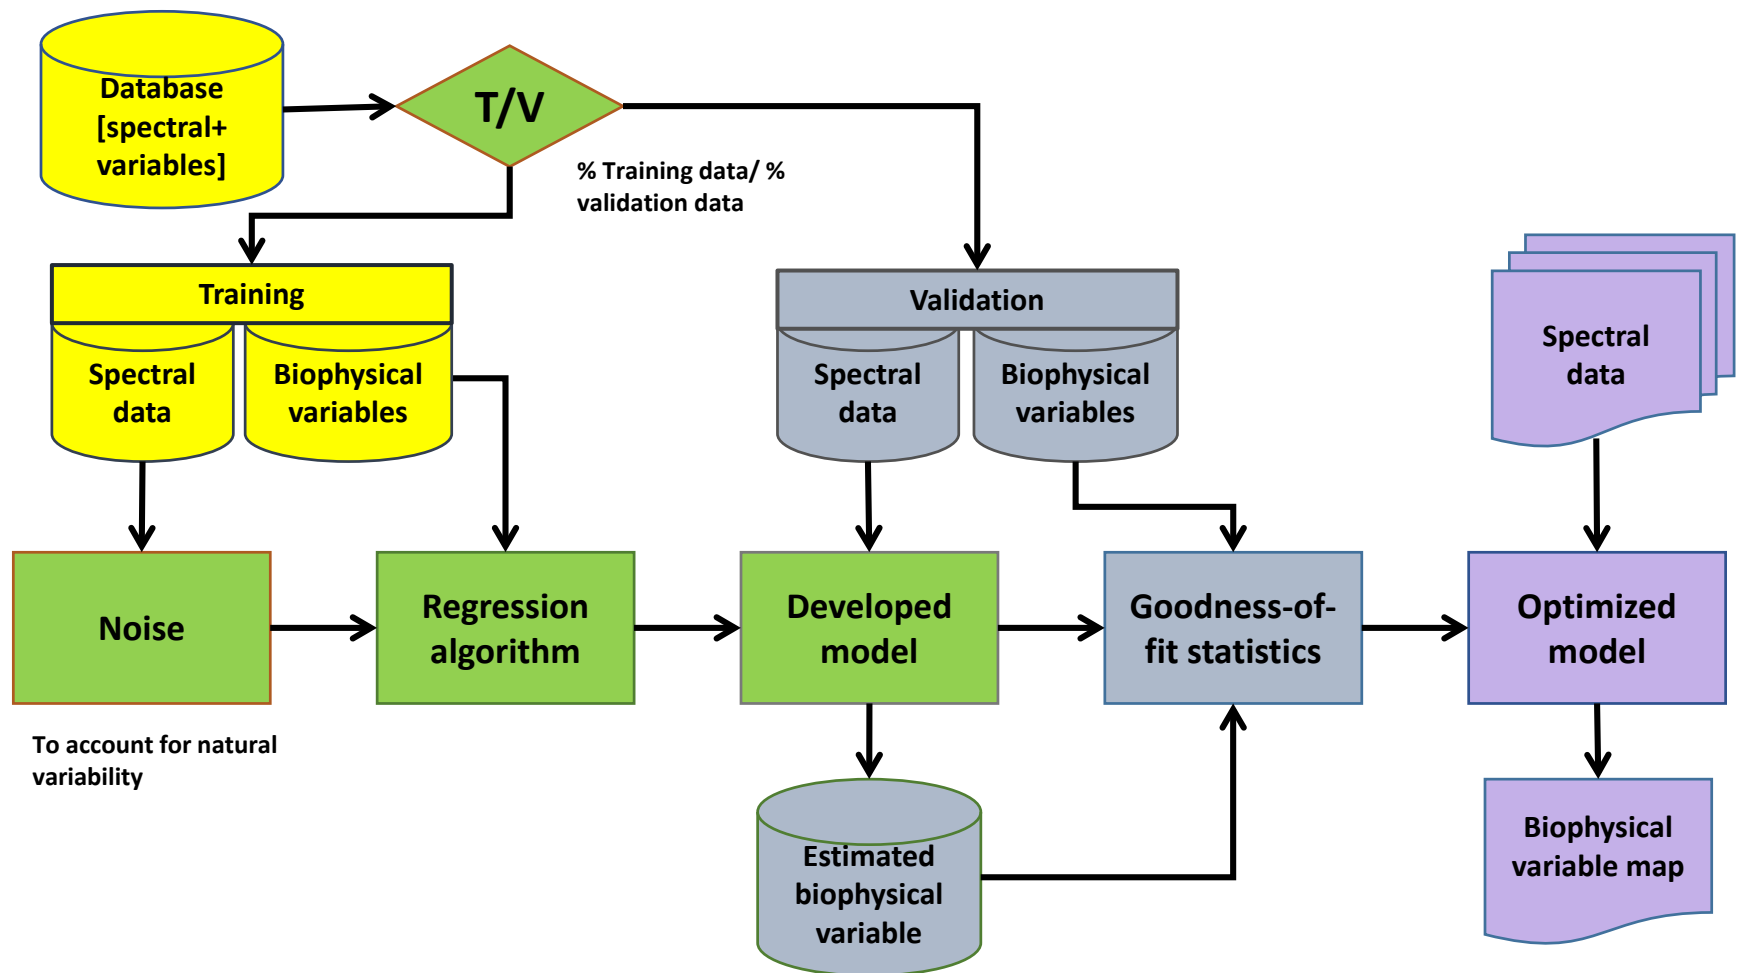 Database
[spectral+
variables]
T/V
% Training data/ %
validation data
Training
Spectral
data
Biophysical
variables
Validation
Spectral
data
Biophysical
variables
Spectral
data
Noise
Regression
algorithm
Developed
model
Goodness-of-
fit statistics
Optimized
model
To account for natural
variability
Estimated
biophysical
variable
Biophysical
variable map